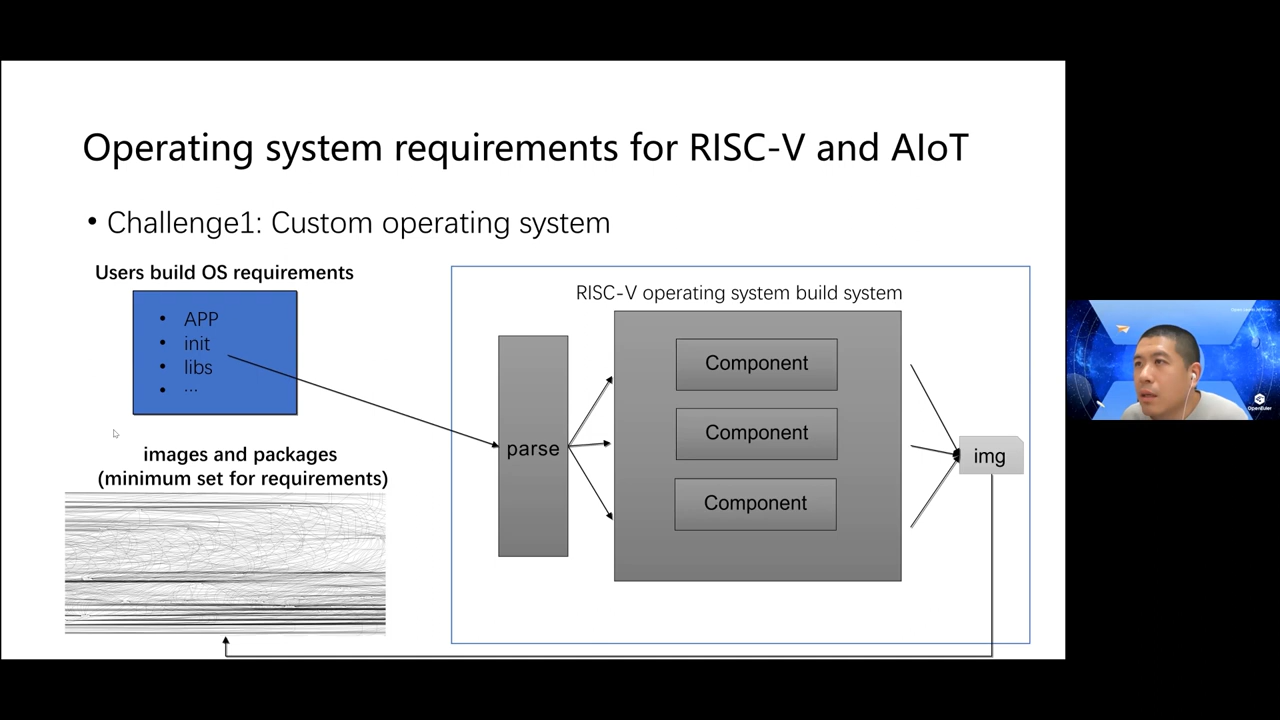 Operating system requirements for RISC-V and AIoT
• Challenge1: Custom operating system
Users build OS requirements
• APP
• init
• libs
• ...
images and packages
(minimum set for requirements)
RISC-V operating system build system
parse
Component
Component
Component
img
OpenEuler